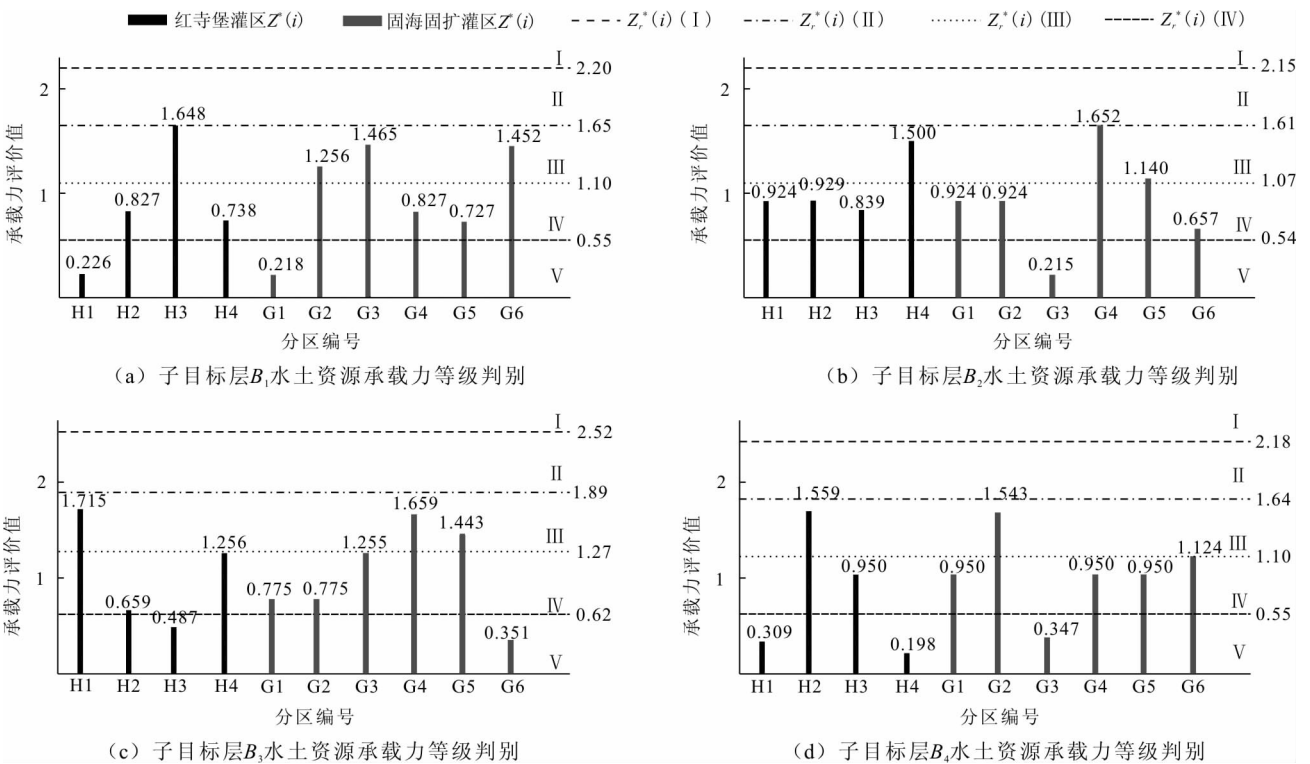 红寺堡灌区Z*(i) 固海固扩灌区Z*(i) Zr*(i)(Ⅰ) Zr*(i)(Ⅱ) Zr*(i)(Ⅲ) Zr*(i)(Ⅳ)
承载力评价值
2
1
Ⅰ
2.20
Ⅱ
1.65
Ⅲ
1.10
Ⅳ
0.55
Ⅴ
0.226 0.827 1.648 0.738 0.218 1.256 1.465 0.827 0.727 1.452
H1 H2 H3 H4 G1 G2 G3 G4 G5 G6
分区编号
(a) 子目标层B1水土资源承载力等级判别
承载力评价值
2
1
Ⅰ
2.15
Ⅱ
1.61
Ⅲ
1.07
Ⅳ
0.54
Ⅴ
0.924 0.929 0.839 1.500 0.924 0.924 0.215 1.652 1.140 0.657
H1 H2 H3 H4 G1 G2 G3 G4 G5 G6
分区编号
(b) 子目标层B2水土资源承载力等级判别
承载力评价值
2
1
Ⅰ
2.52
Ⅱ
1.89
Ⅲ
1.27
Ⅳ
0.62
Ⅴ
1.715 0.659 0.487 1.256 0.775 0.775 1.255 1.659 1.443 0.351
H1 H2 H3 H4 G1 G2 G3 G4 G5 G6
分区编号
(c) 子目标层B3水土资源承载力等级判别
承载力评价值
2
1
Ⅰ
2.18
Ⅱ
1.64
Ⅲ
1.10
Ⅳ
0.55
Ⅴ
0.309 1.559 0.950 0.198 0.950 1.543 0.347 0.950 0.950 1.124
H1 H2 H3 H4 G1 G2 G3 G4 G5 G6
分区编号
(d) 子目标层B4水土资源承载力等级判别